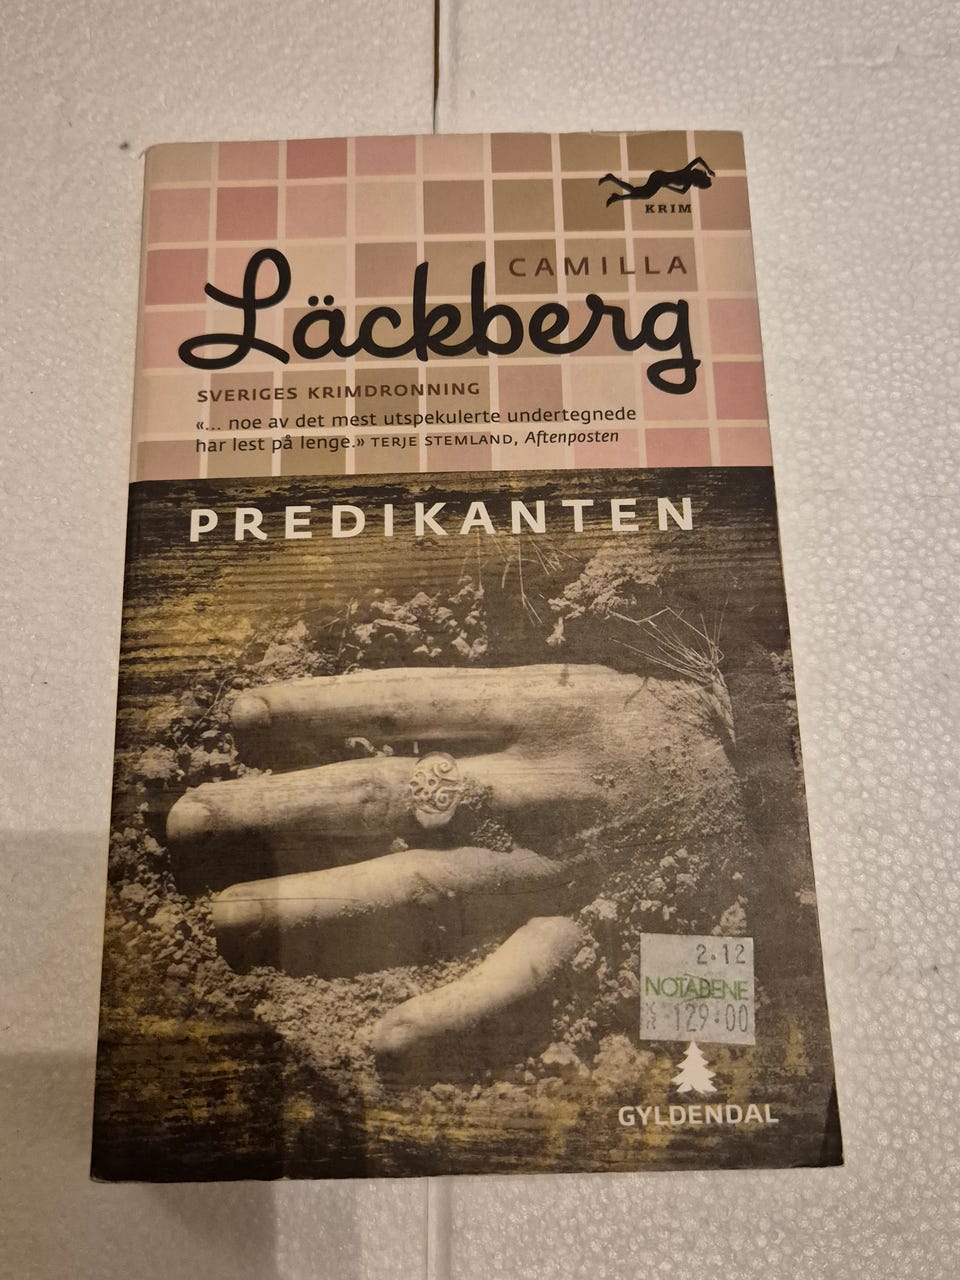 KRIM
CAMILLA
Läckberg
SVERIGES KRIMDRONNING
«... noe av det mest utspekulerte undertegnede
har lest på lenge.» TERJE STEMLAND, Aftenposten
PREDIKANTEN
2.12
NOTABENE
129.00
GYLDENDAL